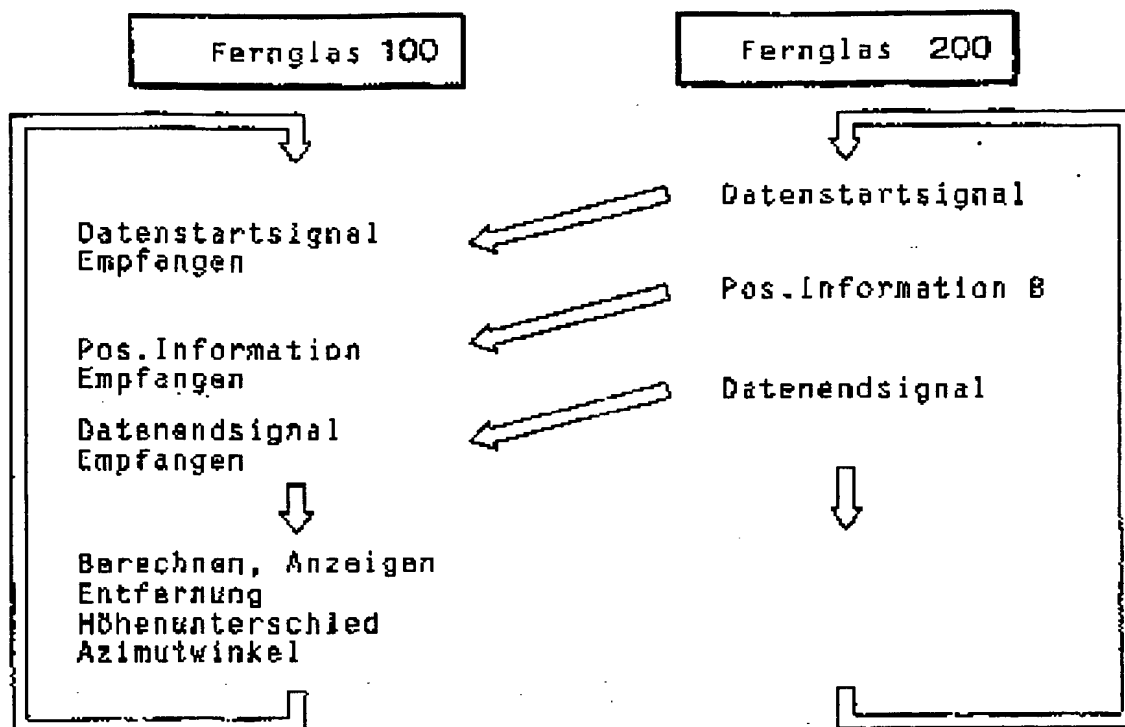 Fernglas 100
Fernglas 200
Datenstartsignal
Datenstartsignal
Empfangen
Pos.Information B
Pos.Information
Empfangen
Datenendsignal
Datenendsignal
Empfangen
Berechnen, Anzeigen
Entfernung
Höhenunterschied
Azimutwinkel